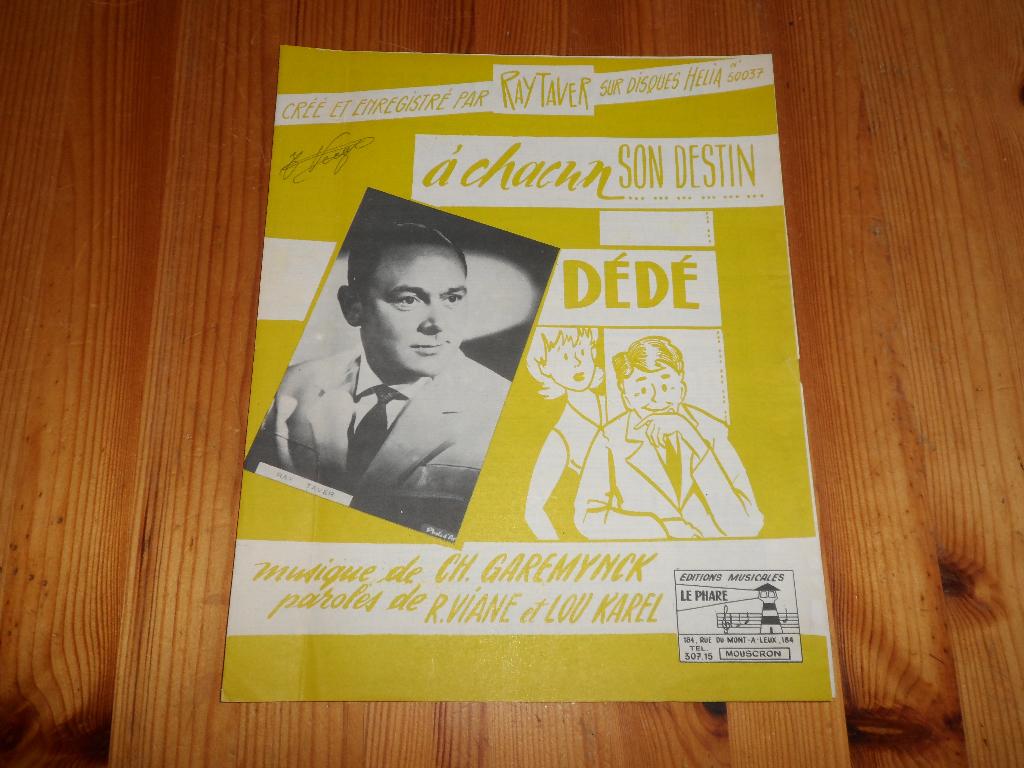 CRÉÉ ET ENREGISTRÉ PAR RAY TAVER SUR DISQUES HELIA N° 50037
à chacun SON DESTIN
DÉDÉ
RAY TAVER
musique de CH. GAREMYNCK
paroles de R. VIANE et LOU KAREL
EDITIONS MUSICALES
LE PHARE
184, RUE DU MONT-A-LEUX, 184
TEL.
307.15 MOUSCRON